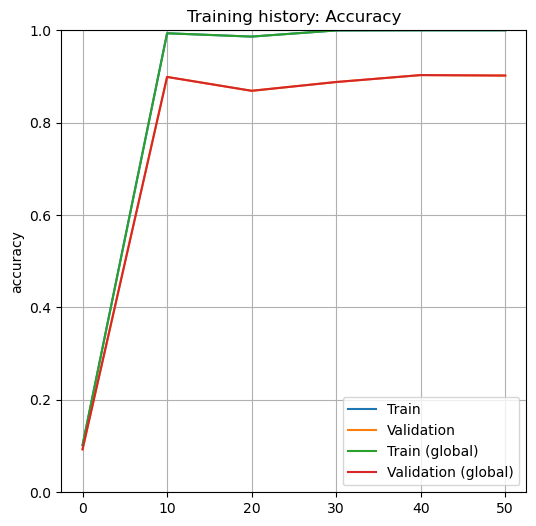 Training history: Accuracy
1.0
0.8
0.6
0.4
0.2
0.0
accuracy
0 10 20 30 40 50
Train
Validation
Train (global)
Validation (global)